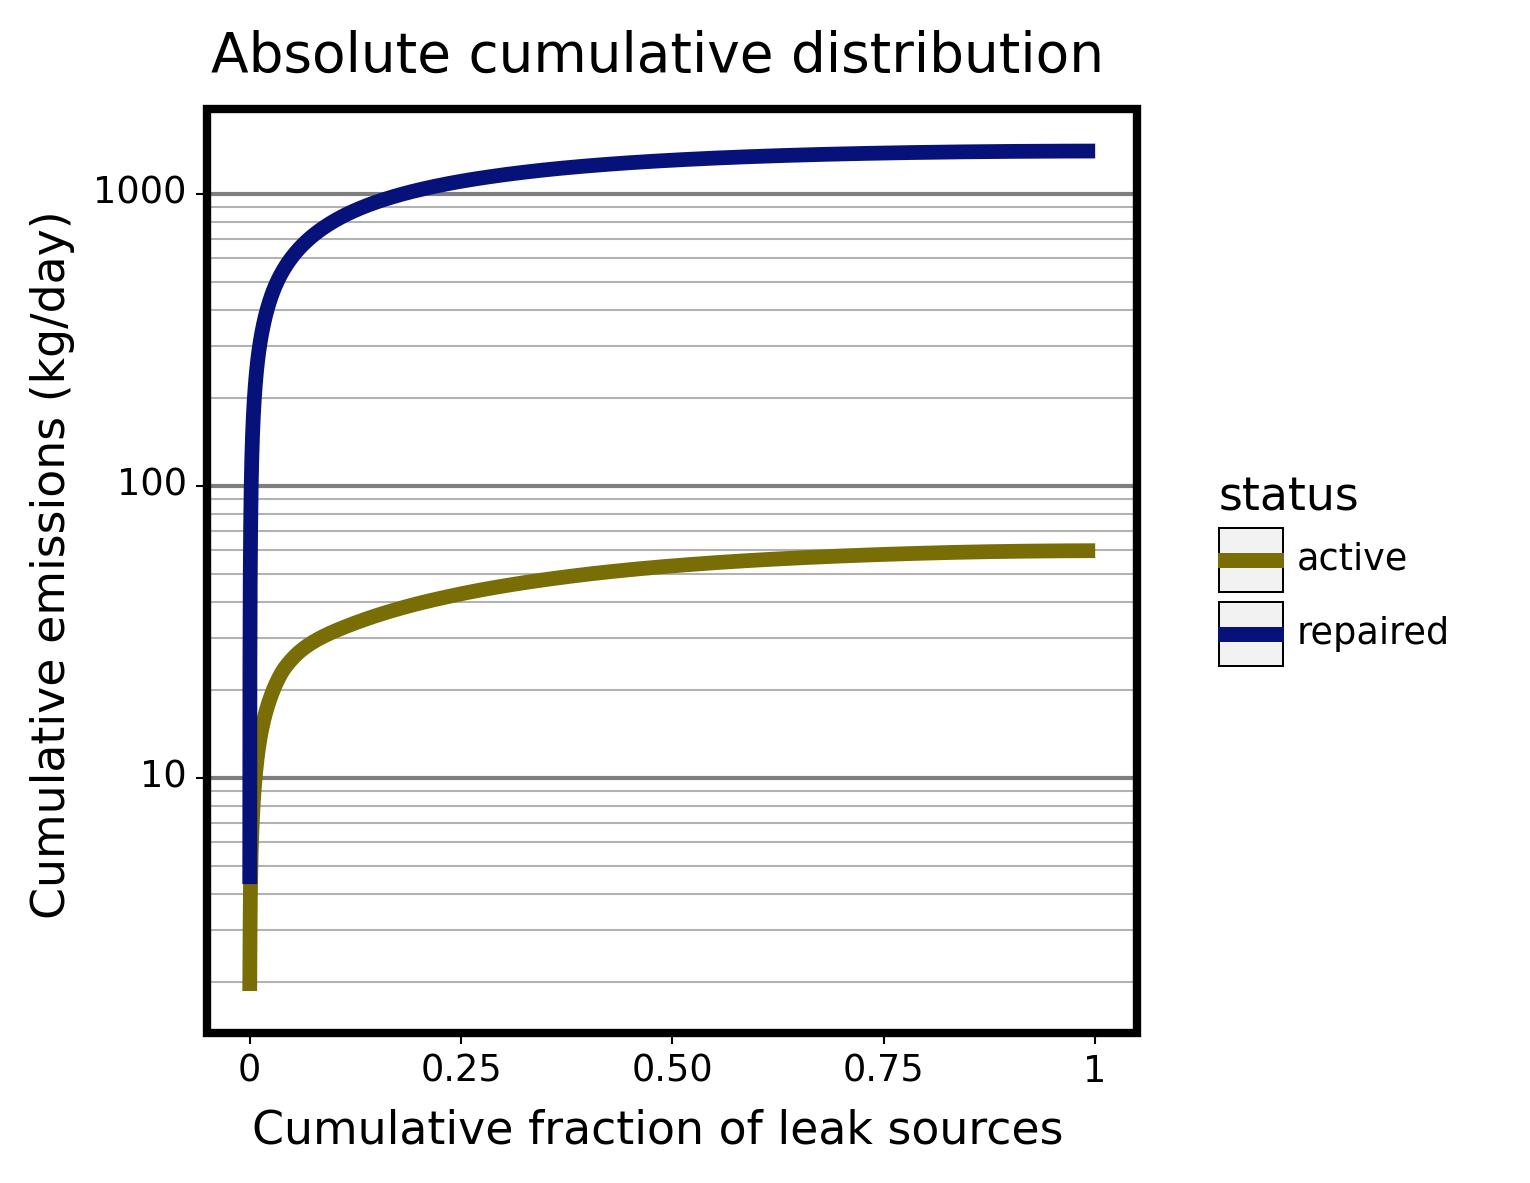 Absolute cumulative distribution
Cumulative emissions (kg/day)
1000
100
10
0
0.25
0.50
0.75
1
Cumulative fraction of leak sources
status
active
repaired